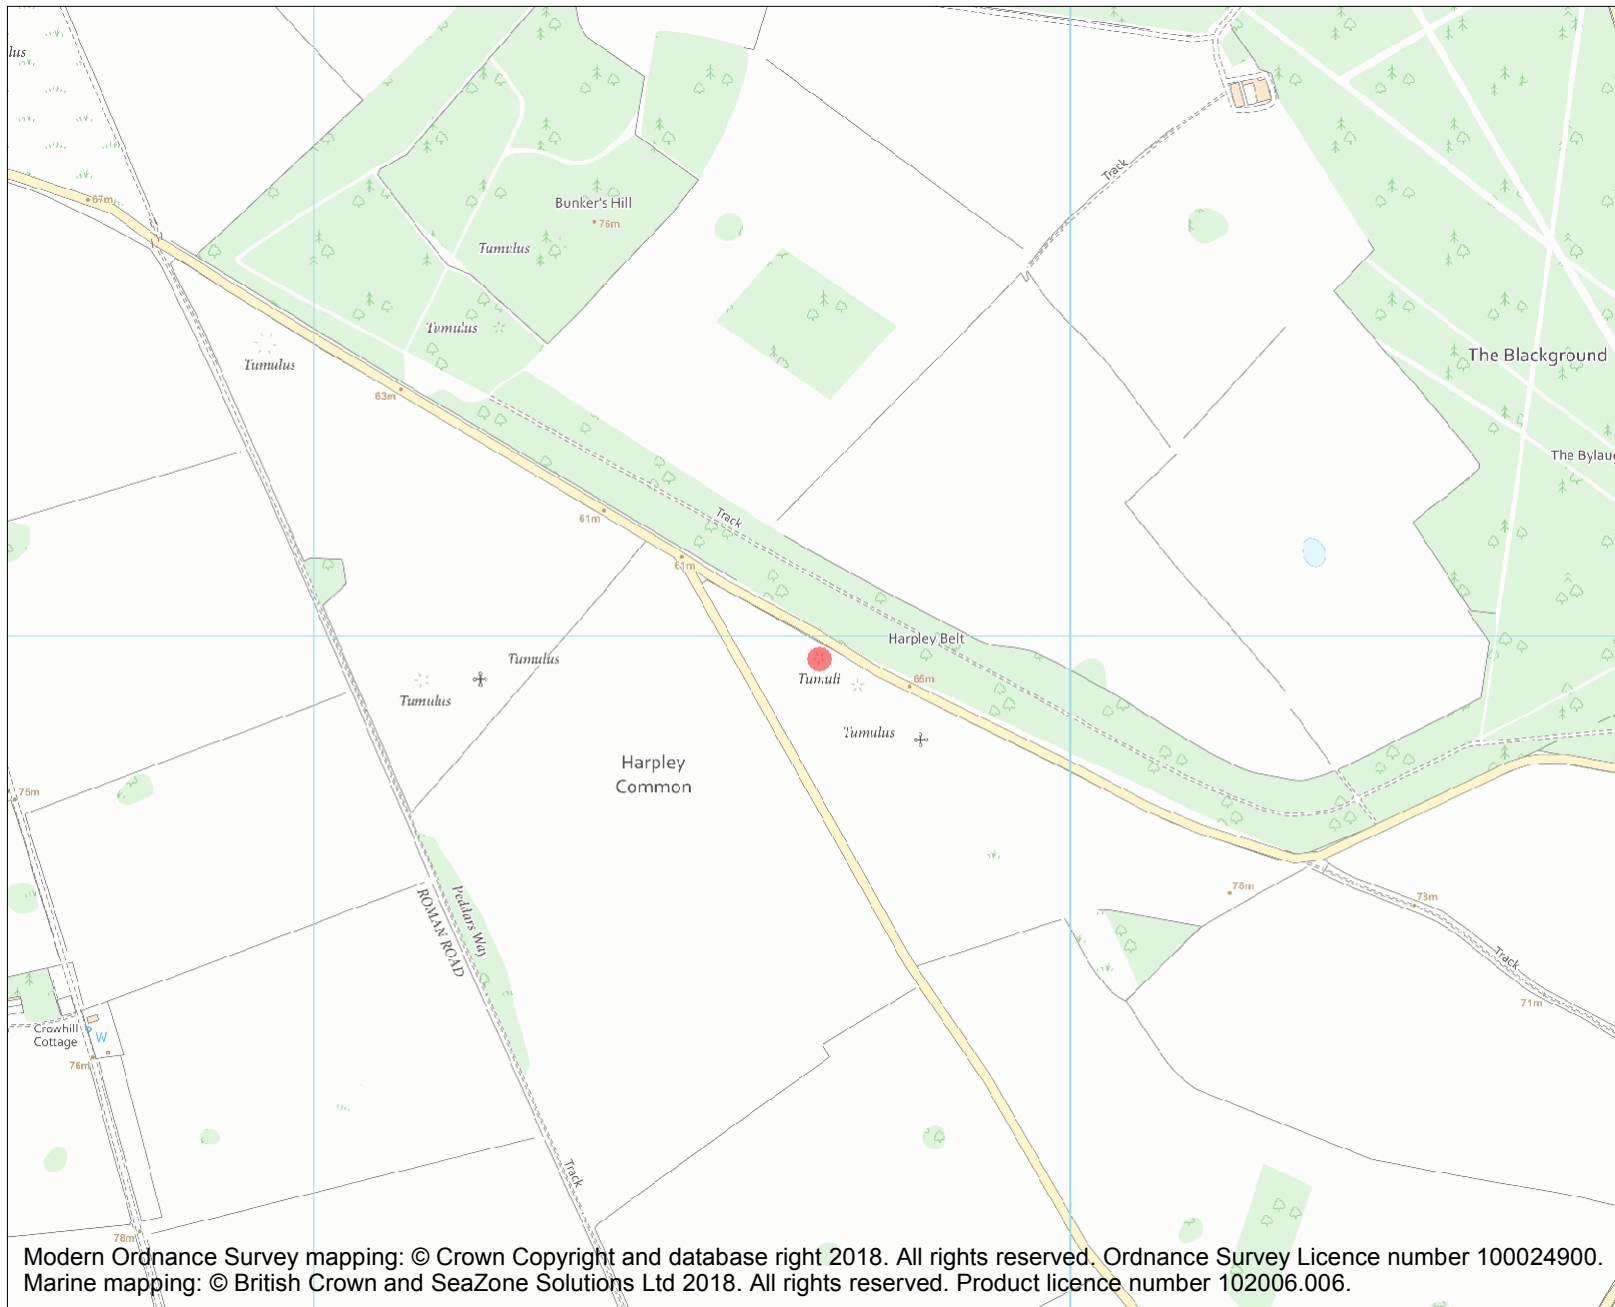 lus
Track
67m
Bunker's Hill
76m
Tumulus
Tumulus
Tumulus
The Blackground
63m
The Bylaug
61m
Track
61m
Harpley Belt
Tumulus
Tumuli
65m
Tumulus
Tumulus
Harpley
Common
75m
Peddars Way
ROMAN ROAD
78m
73m
Track
71m
Crowhill
Cottage
W
76m
Track
78m
Modern Ordnance Survey mapping: © Crown Copyright and database right 2018. All rights reserved. Ordnance Survey Licence number 100024900.
Marine mapping: © British Crown and SeaZone Solutions Ltd 2018. All rights reserved. Product licence number 102006.006.